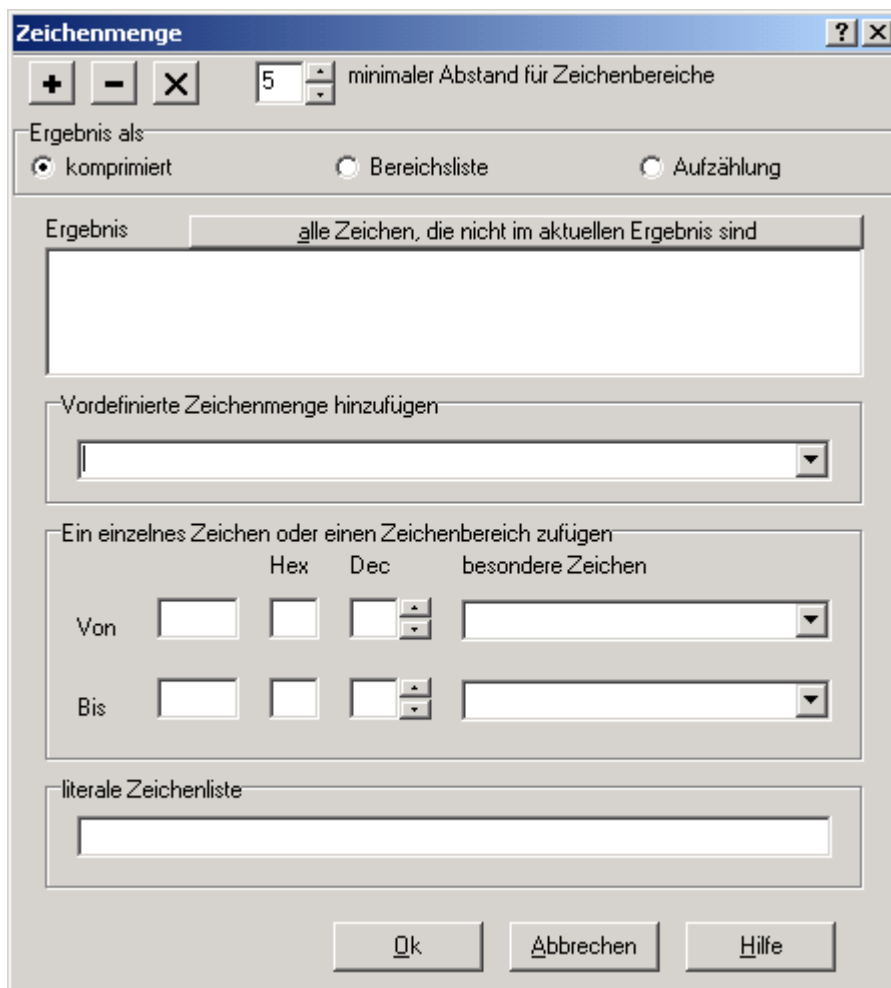 Zeichenmenge
5 minimaler Abstand für Zeichenbereiche
Ergebnis als
komprimiert Bereichsliste Aufzählung
Ergebnis alle Zeichen, die nicht im aktuellen Ergebnis sind
Vordefinierte Zeichenmenge hinzufügen
Ein einzelnes Zeichen oder einen Zeichenbereich zufügen
Hex Dec besondere Zeichen
Von
Bis
literale Zeichenliste
Ok Abbrechen Hilfe